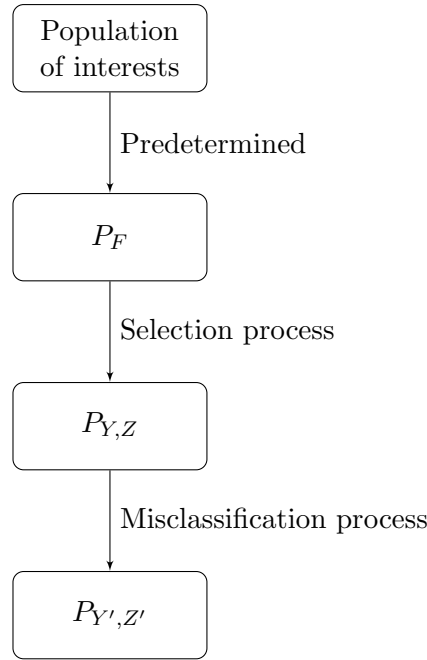 Population
of interests
Predetermined
P_F
Selection process
P_{Y,Z}
Misclassification process
P_{Y',Z'}